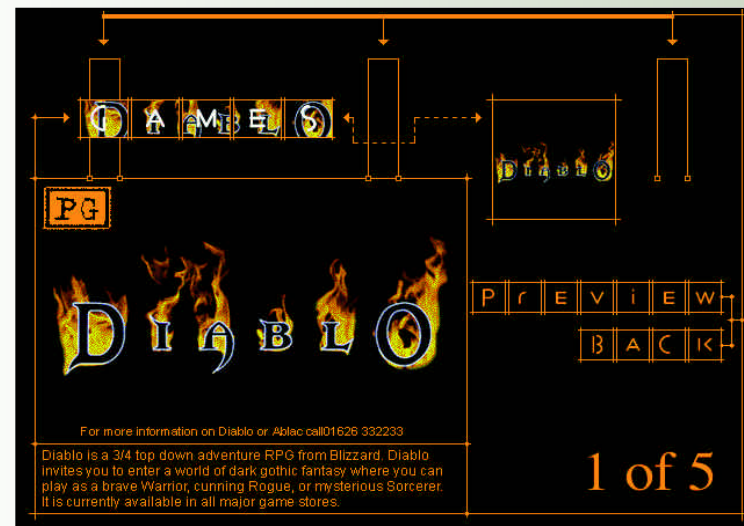 GAMES
DIABLO
PG
DIABLO
PrEViEW
BACK
For more information on Diablo or Ablac call01626 332233
Diablo is a 3/4 top down adventure RPG from Blizzard. Diablo
invites you to enter a world of dark gothic fantasy where you can
play as a brave Warrior, cunning Rogue, or mysterious Sorcerer.
It is currently available in all major game stores.
1 of 5